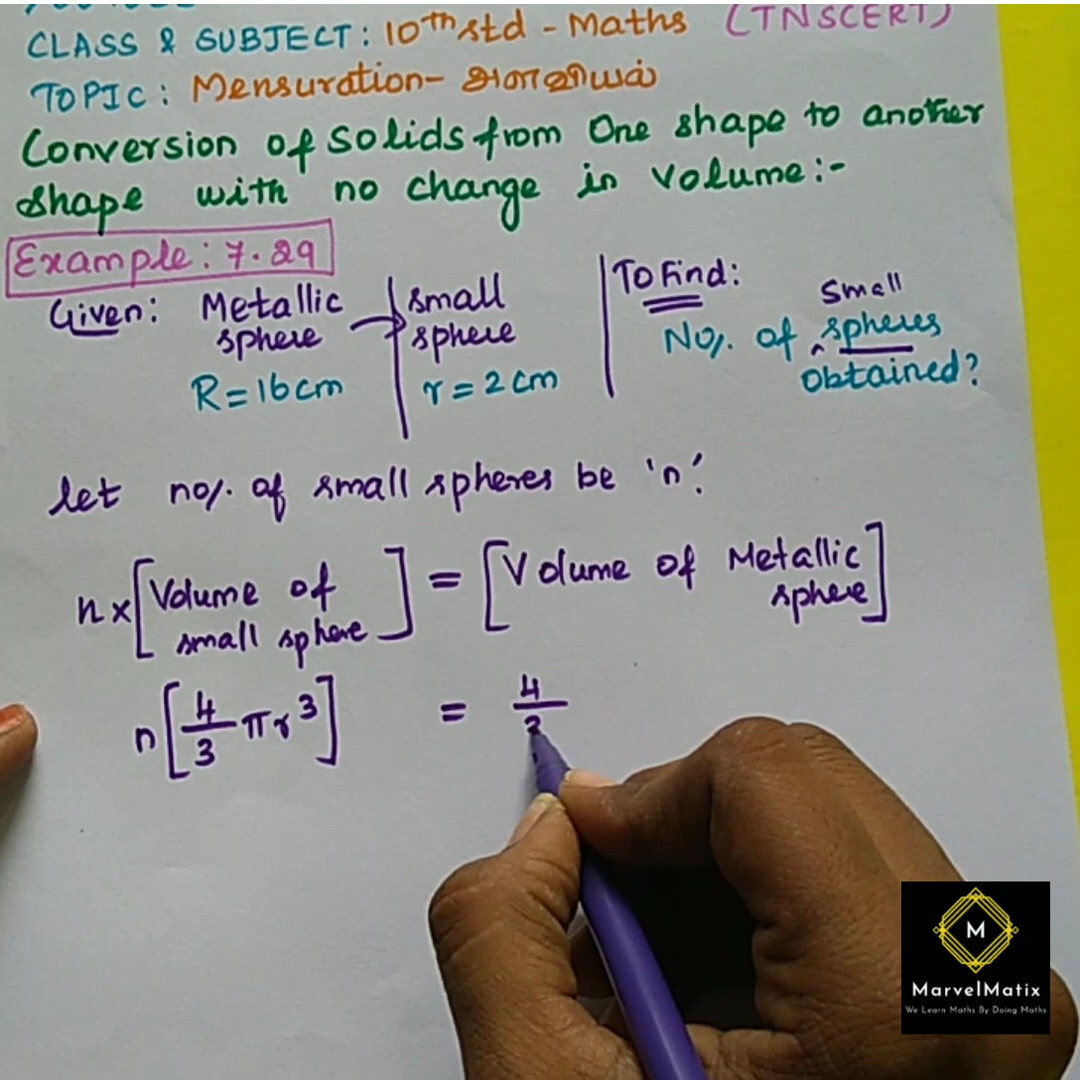 CLASS & SUBJECT: 10th std - Maths (TNSCERT)
TOPIC: Mensuration- அளவியல்
Conversion of solids from One shape to another
shape with no change in volume:-
Example: 7.29
Given: Metallic sphere → small sphere
R = 16cm r = 2cm
To Find:
No/. of small spheres
obtained?
let no/. of small spheres be 'n'.
n×[Volume of small sphere] = [Volume of Metallic sphere]
n[4/3 πr³] = 4/3
M
MarvelMatix
We Learn Maths By Doing Maths